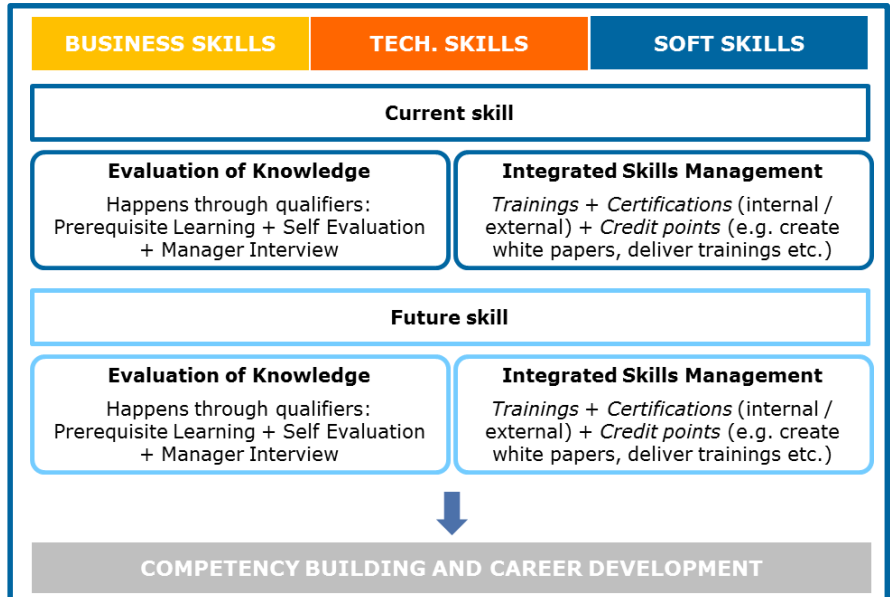 BUSINESS SKILLS TECH. SKILLS SOFT SKILLS
Current skill
Evaluation of Knowledge
Happens through qualifiers:
Prerequisite Learning + Self Evaluation
+ Manager Interview
Integrated Skills Management
Trainings + Certifications (internal /
external) + Credit points (e.g. create
white papers, deliver trainings etc.)
Future skill
Evaluation of Knowledge
Happens through qualifiers:
Prerequisite Learning + Self Evaluation
+ Manager Interview
Integrated Skills Management
Trainings + Certifications (internal /
external) + Credit points (e.g. create
white papers, deliver trainings etc.)
COMPETENCY BUILDING AND CAREER DEVELOPMENT